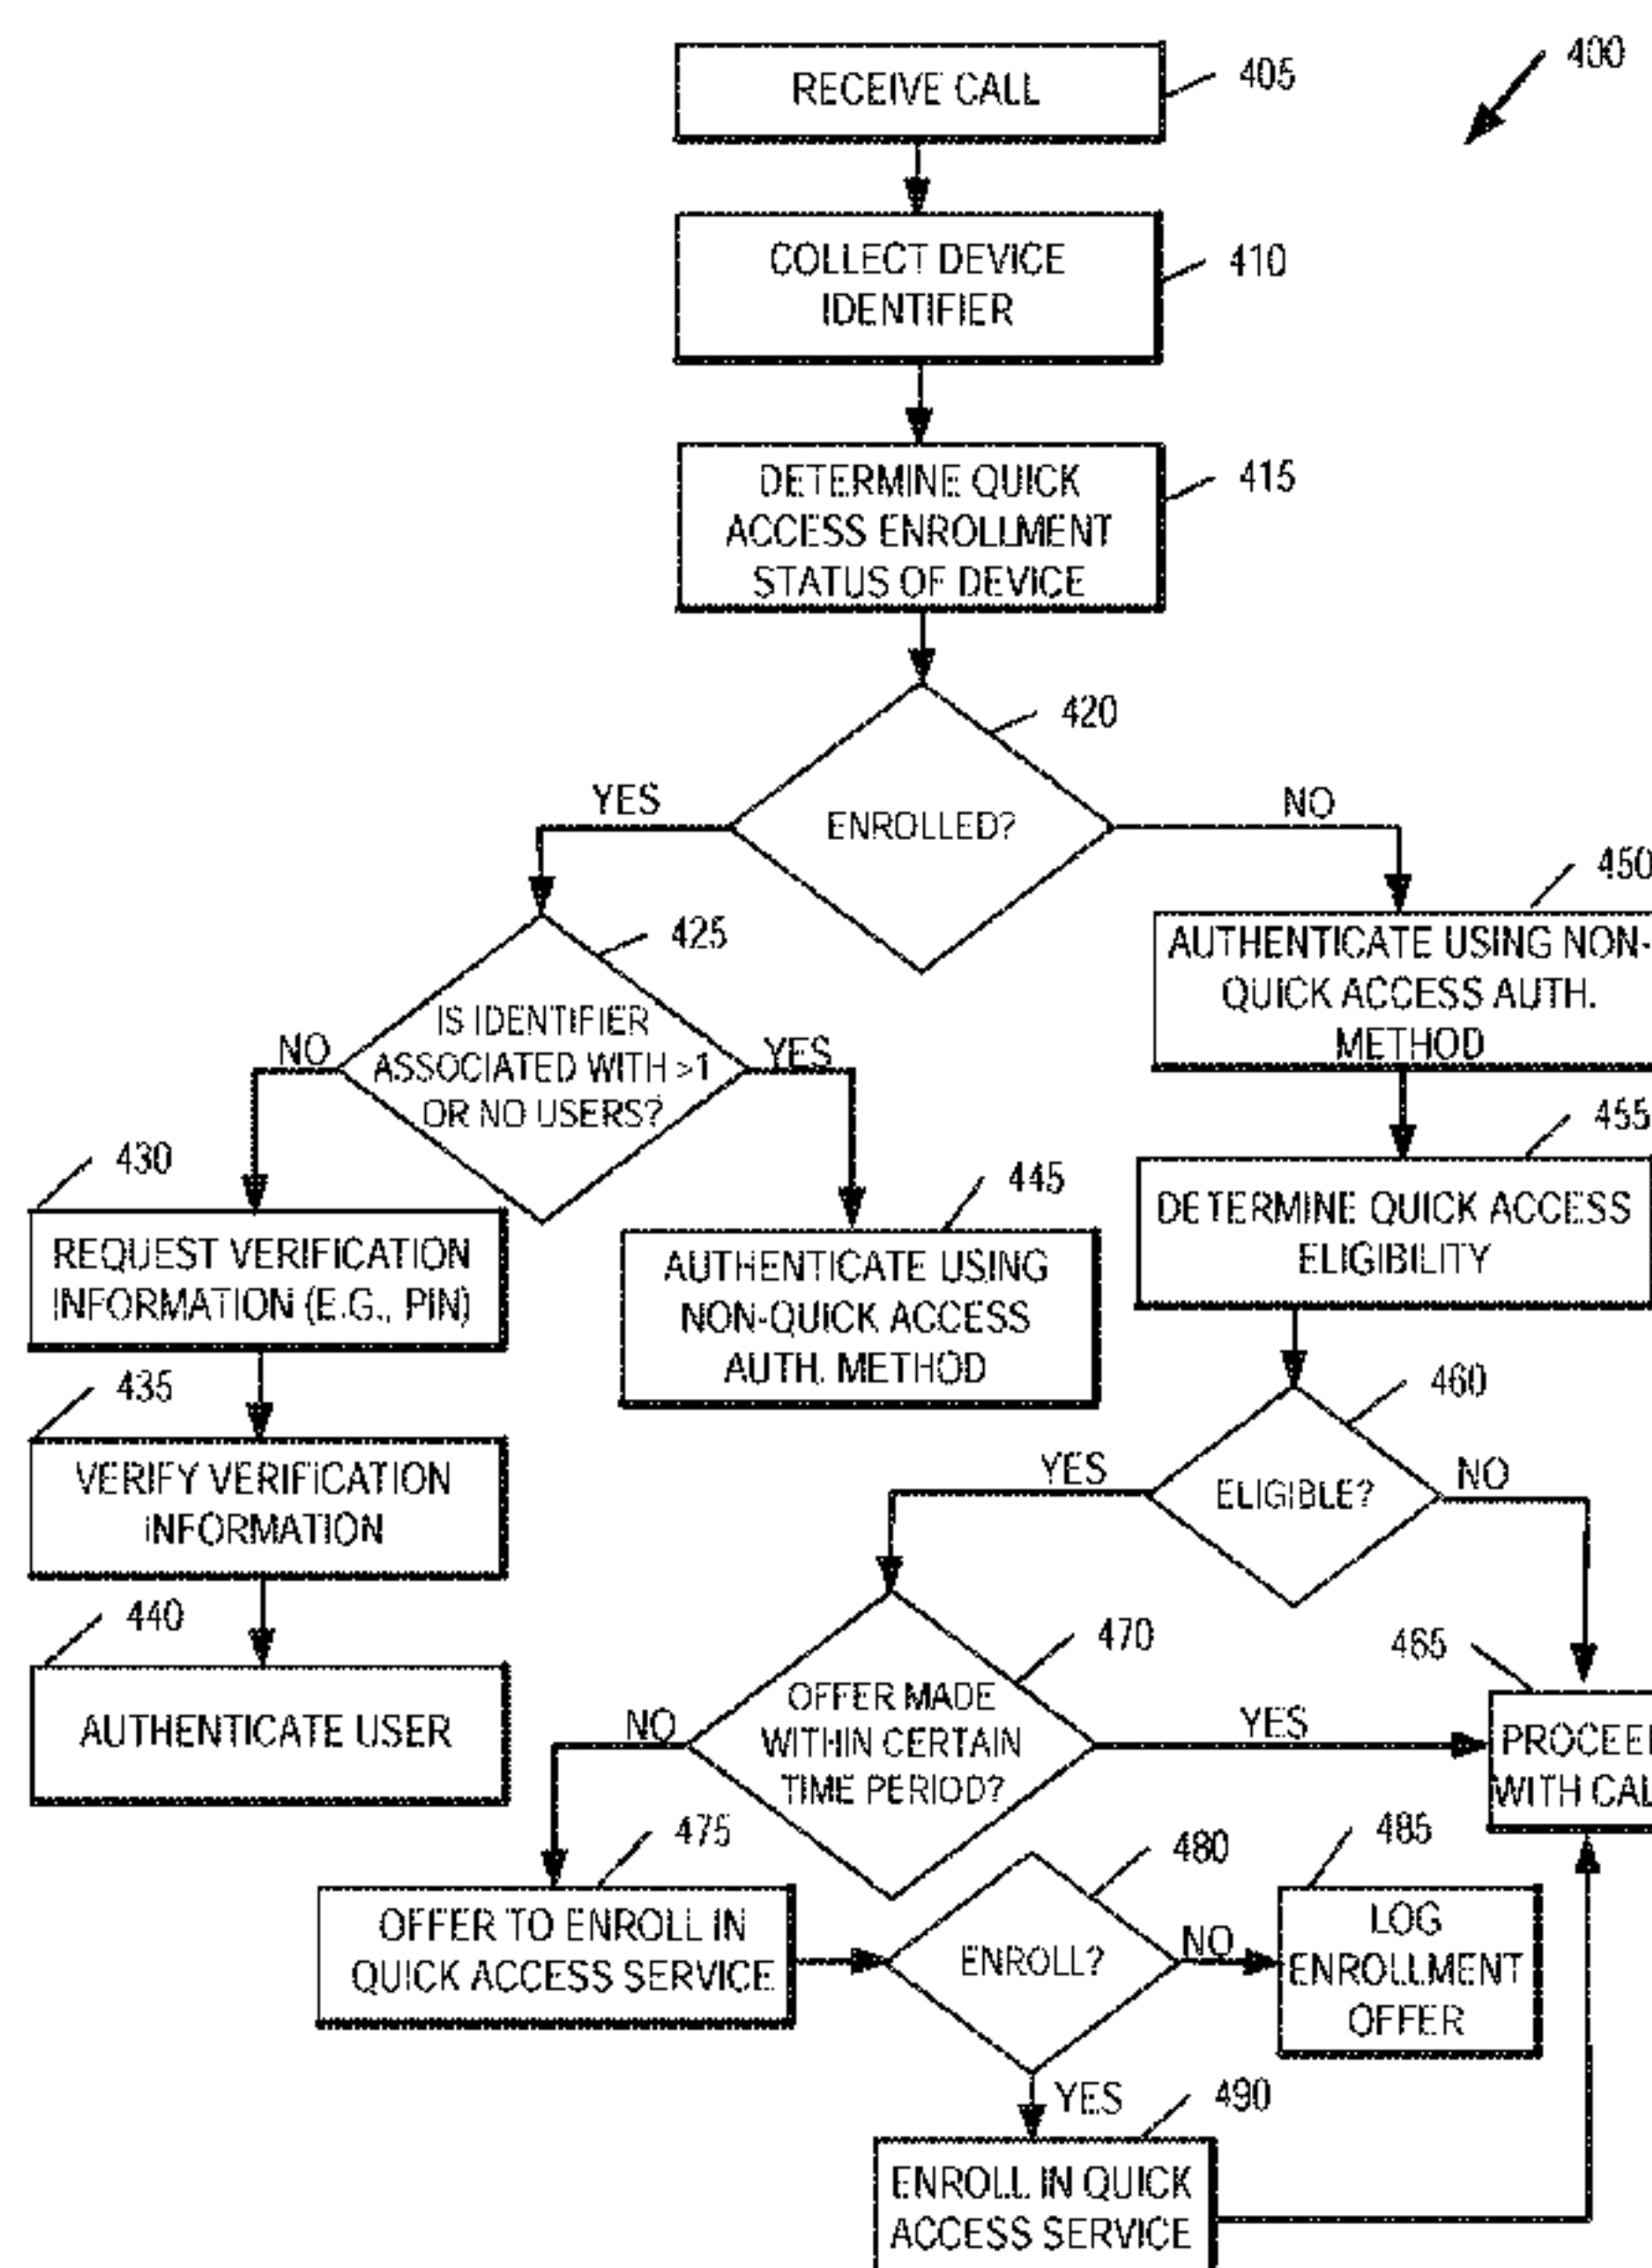 400
RECEIVE CALL
405
COLLECT DEVICE
IDENTIFIER
410
DETERMINE QUICK
ACCESS ENROLLMENT
STATUS OF DEVICE
415
420
ENROLLED?
YES
NO
425
IS IDENTIFIER
ASSOCIATED WITH >1
OR NO USERS?
NO
YES
450
AUTHENTICATE USING NON-
QUICK ACCESS AUTH.
METHOD
430
REQUEST VERIFICATION
INFORMATION (E.G., PIN)
445
AUTHENTICATE USING
NON-QUICK ACCESS
AUTH. METHOD
455
DETERMINE QUICK ACCESS
ELIGIBILITY
435
VERIFY VERIFICATION
INFORMATION
460
ELIGIBLE?
YES
NO
440
AUTHENTICATE USER
470
OFFER MADE
WITHIN CERTAIN
TIME PERIOD?
NO
YES
465
PROCEE
WITH CAL
475
OFFER TO ENROLL IN
QUICK ACCESS SERVICE
480
ENROLL?
NO
485
LOG
ENROLLMENT
OFFER
YES
490
ENROLL IN QUICK
ACCESS SERVICE